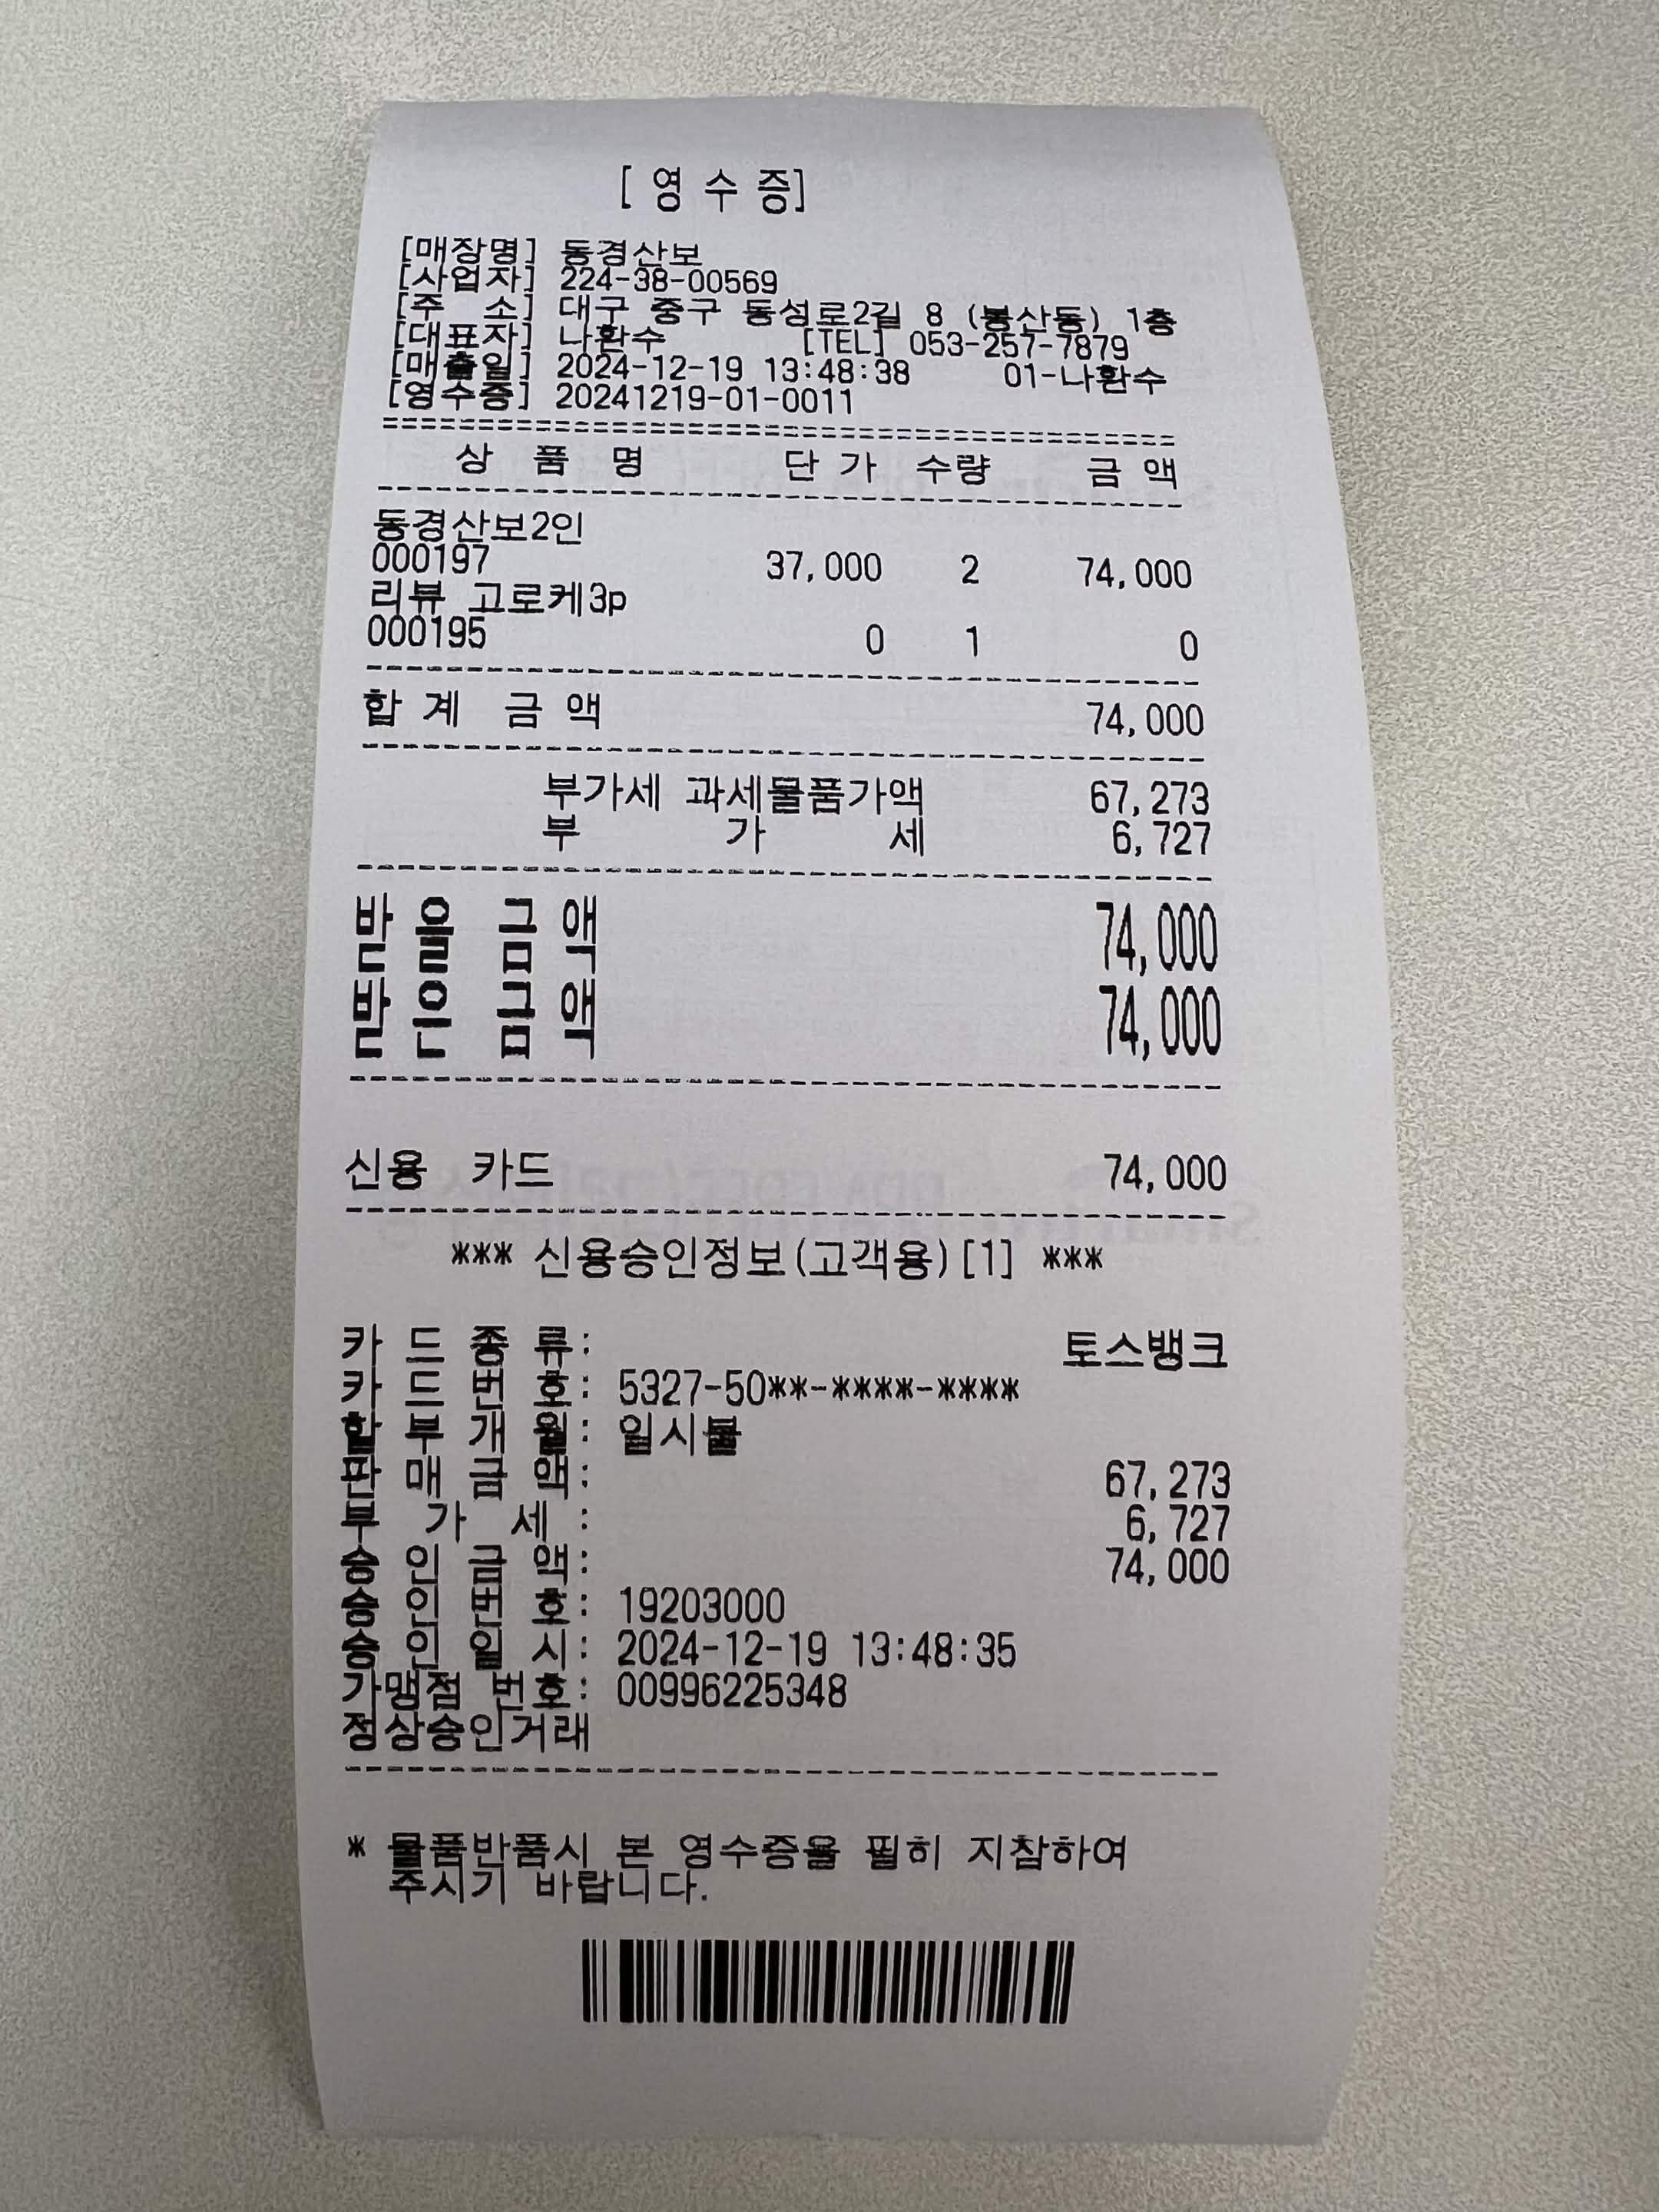 [ 영 수 증]
[매장명] 동경산보
[사업자] 224-38-00569
[주 소] 대구 중구 동성로2길 8 (봉산동) 1층
[대표자] 나환수 [TEL] 053-257-7879
[매출일] 2024-12-19 13:48:38 01-나환수
[영수증] 20241219-01-0011
상 품 명 단 가 수량 금 액
동경산보2인
000197 37,000 2 74,000
리뷰 고로케3p
000195 0 1 0
합 계 금 액 74,000
부가세 과세물품가액 67,273
부 가 세 6,727
받 을 금 액 74,000
받 은 금 액 74,000
신용 카드 74,000
*** 신용승인정보(고객용)[1] ***
카 드 종 류: 토스뱅크
카 드 번 호: 5327-50**-****-****
할 부 개 월: 일시불
판 매 금 액: 67,273
부 가 세 : 6,727
승 인 금 액: 74,000
승 인 번 호: 19203000
승 인 일 시: 2024-12-19 13:48:35
가맹점 번호: 00996225348
정상승인거래
* 물품반품시 본 영수증을 필히 지참하여
주시기 바랍니다.